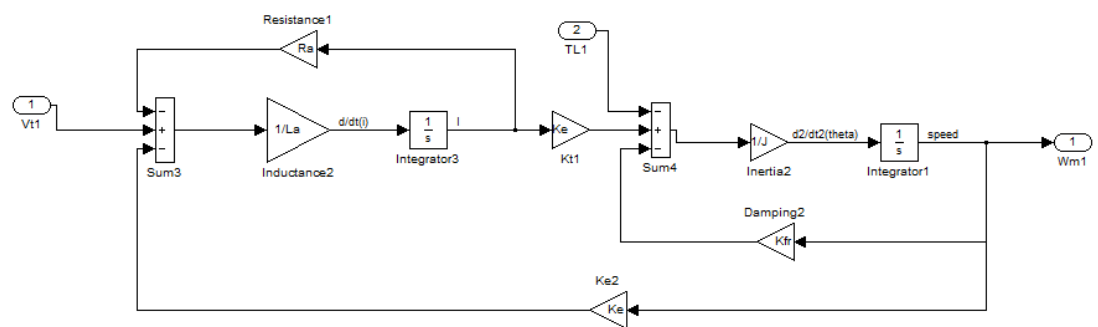 Resistance1
Ra
2
TL1
1
Vt1
−
+
−
Sum3
1/La
d/dt(i)
Inductance2
1
s
I
Integrator3
Ke
Kt1
−
+
−
Sum4
1/J
d2/dt2(theta)
Inertia2
1
s
speed
Integrator1
1
Wm1
Damping2
Kfr
Ke2
Ke